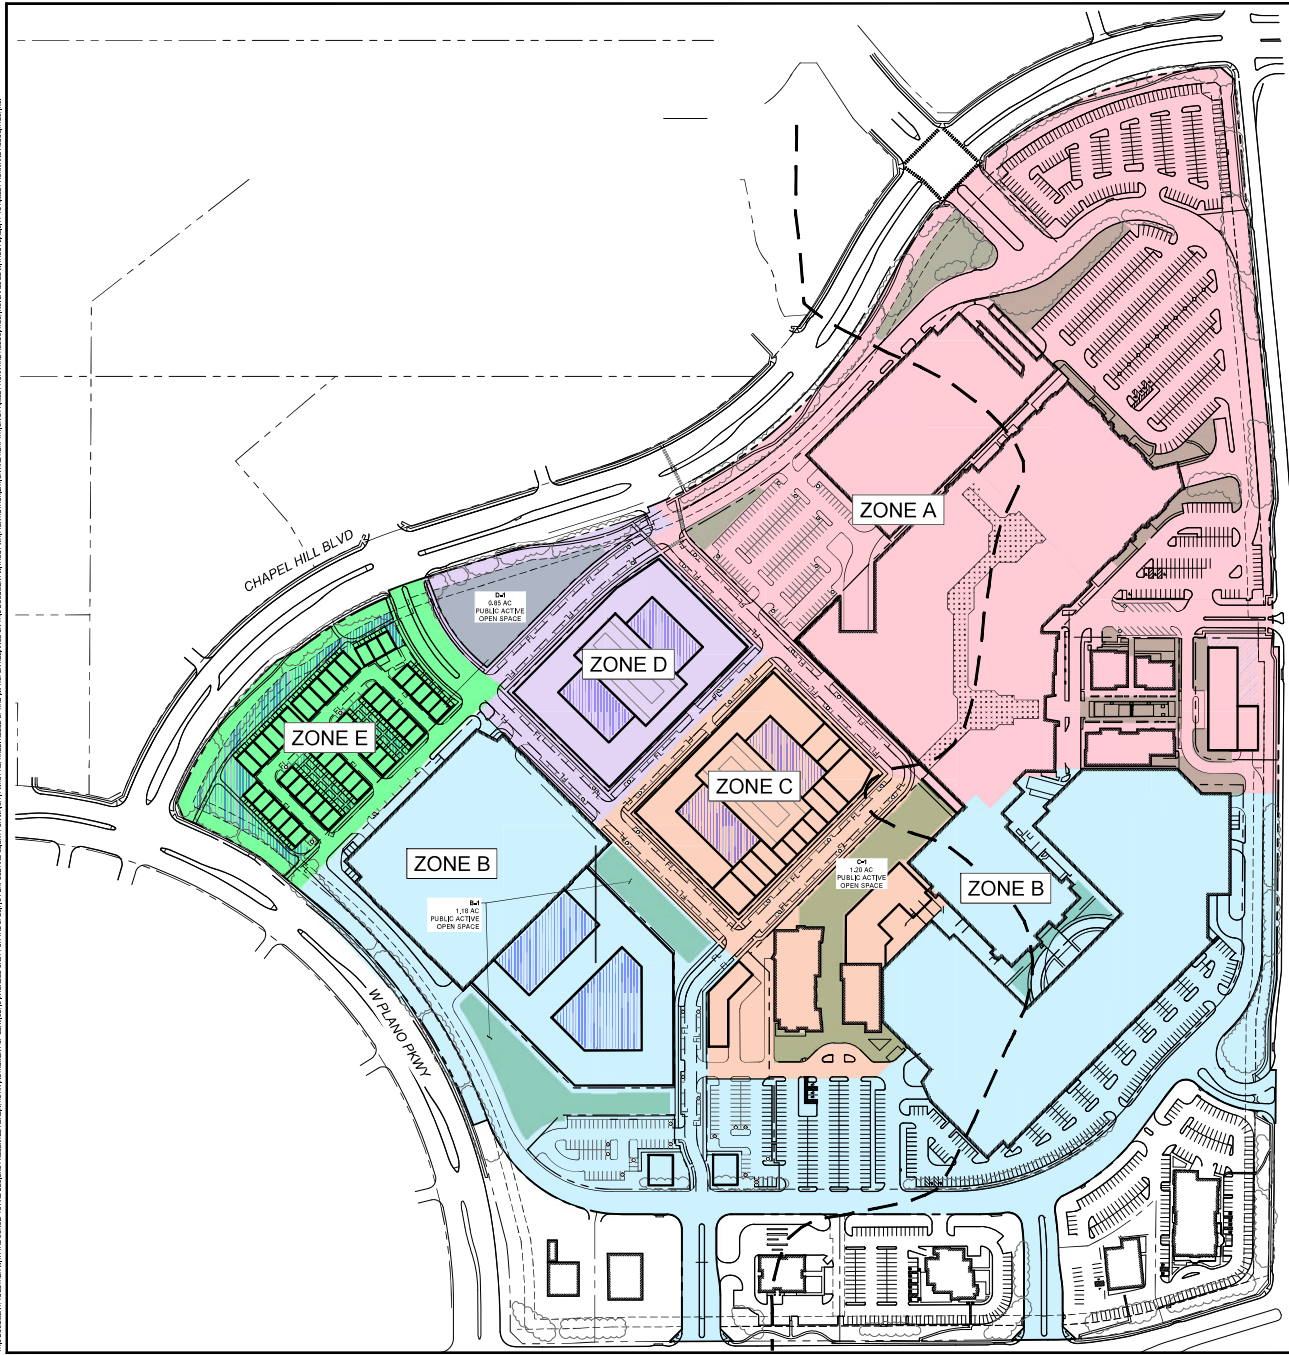 ZONE A
CHAPEL HILL BLVD
D-1
0.85 AC
PUBLIC ACTIVE
OPEN SPACE
ZONE D
ZONE E
ZONE C
ZONE B
C-1
1.20 AC
PUBLIC ACTIVE
OPEN SPACE
ZONE B
B-1
1.18 AC
PUBLIC ACTIVE
OPEN SPACE
W PLANO PKWY